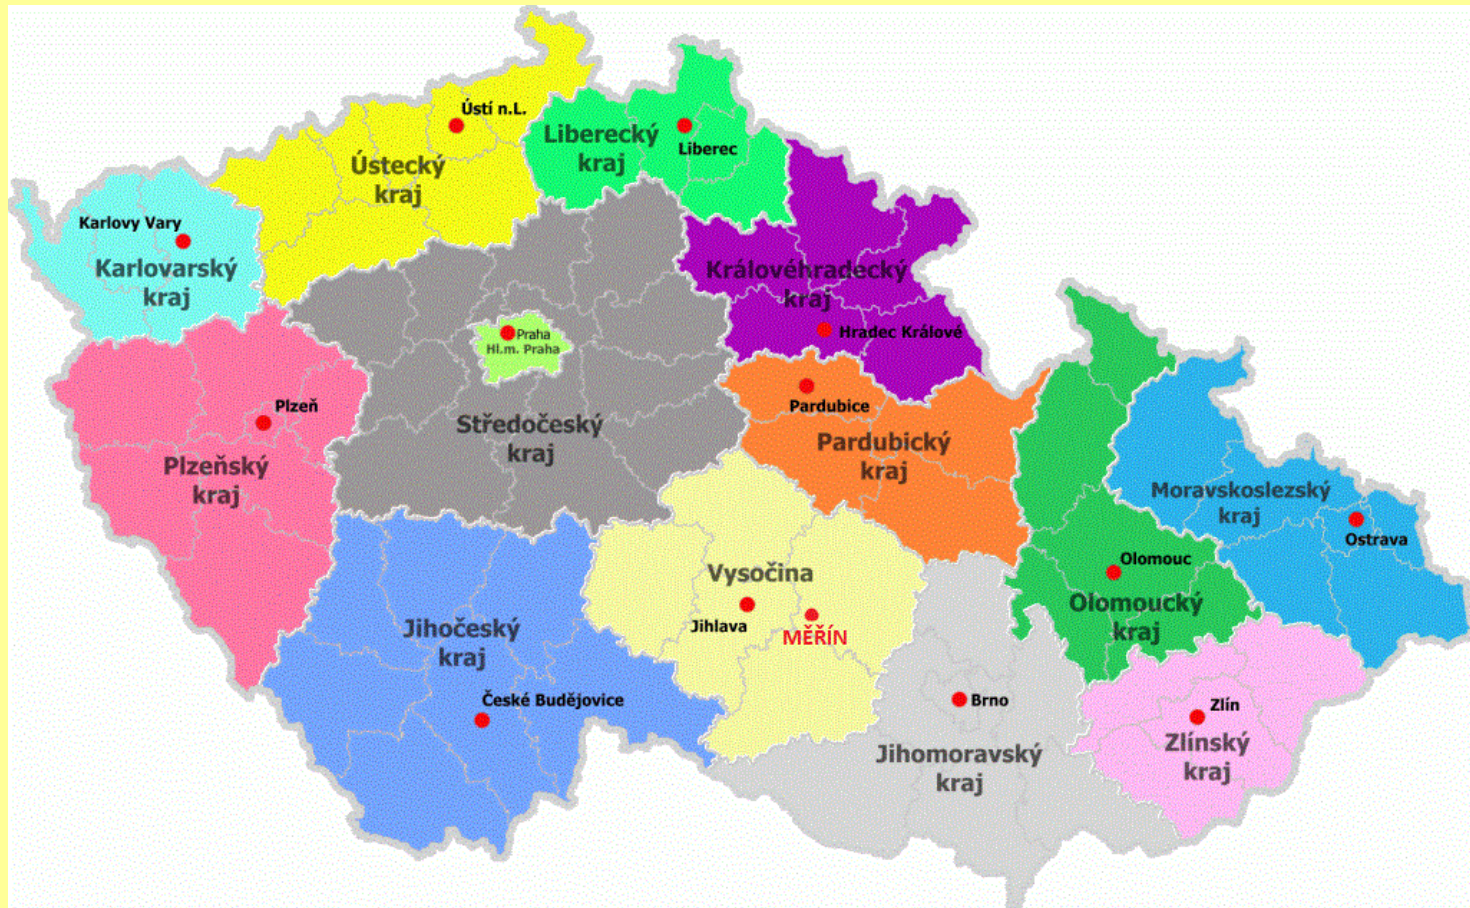 Ústí n.L.
Ústecký
kraj
Liberecký
kraj
Liberec
Karlovy Vary
Karlovarský
kraj
Královéhradecký
kraj
Hradec Králové
Praha
Hl.m. Praha
Středočeský
kraj
Plzeň
Plzeňský
kraj
Pardubice
Pardubický
kraj
Moravskoslezský
kraj
Ostrava
Olomouc
Olomoucký
kraj
Vysočina
Jihlava
MĚŘÍN
Jihočeský
kraj
České Budějovice
Brno
Jihomoravský
kraj
Zlín
Zlínský
kraj